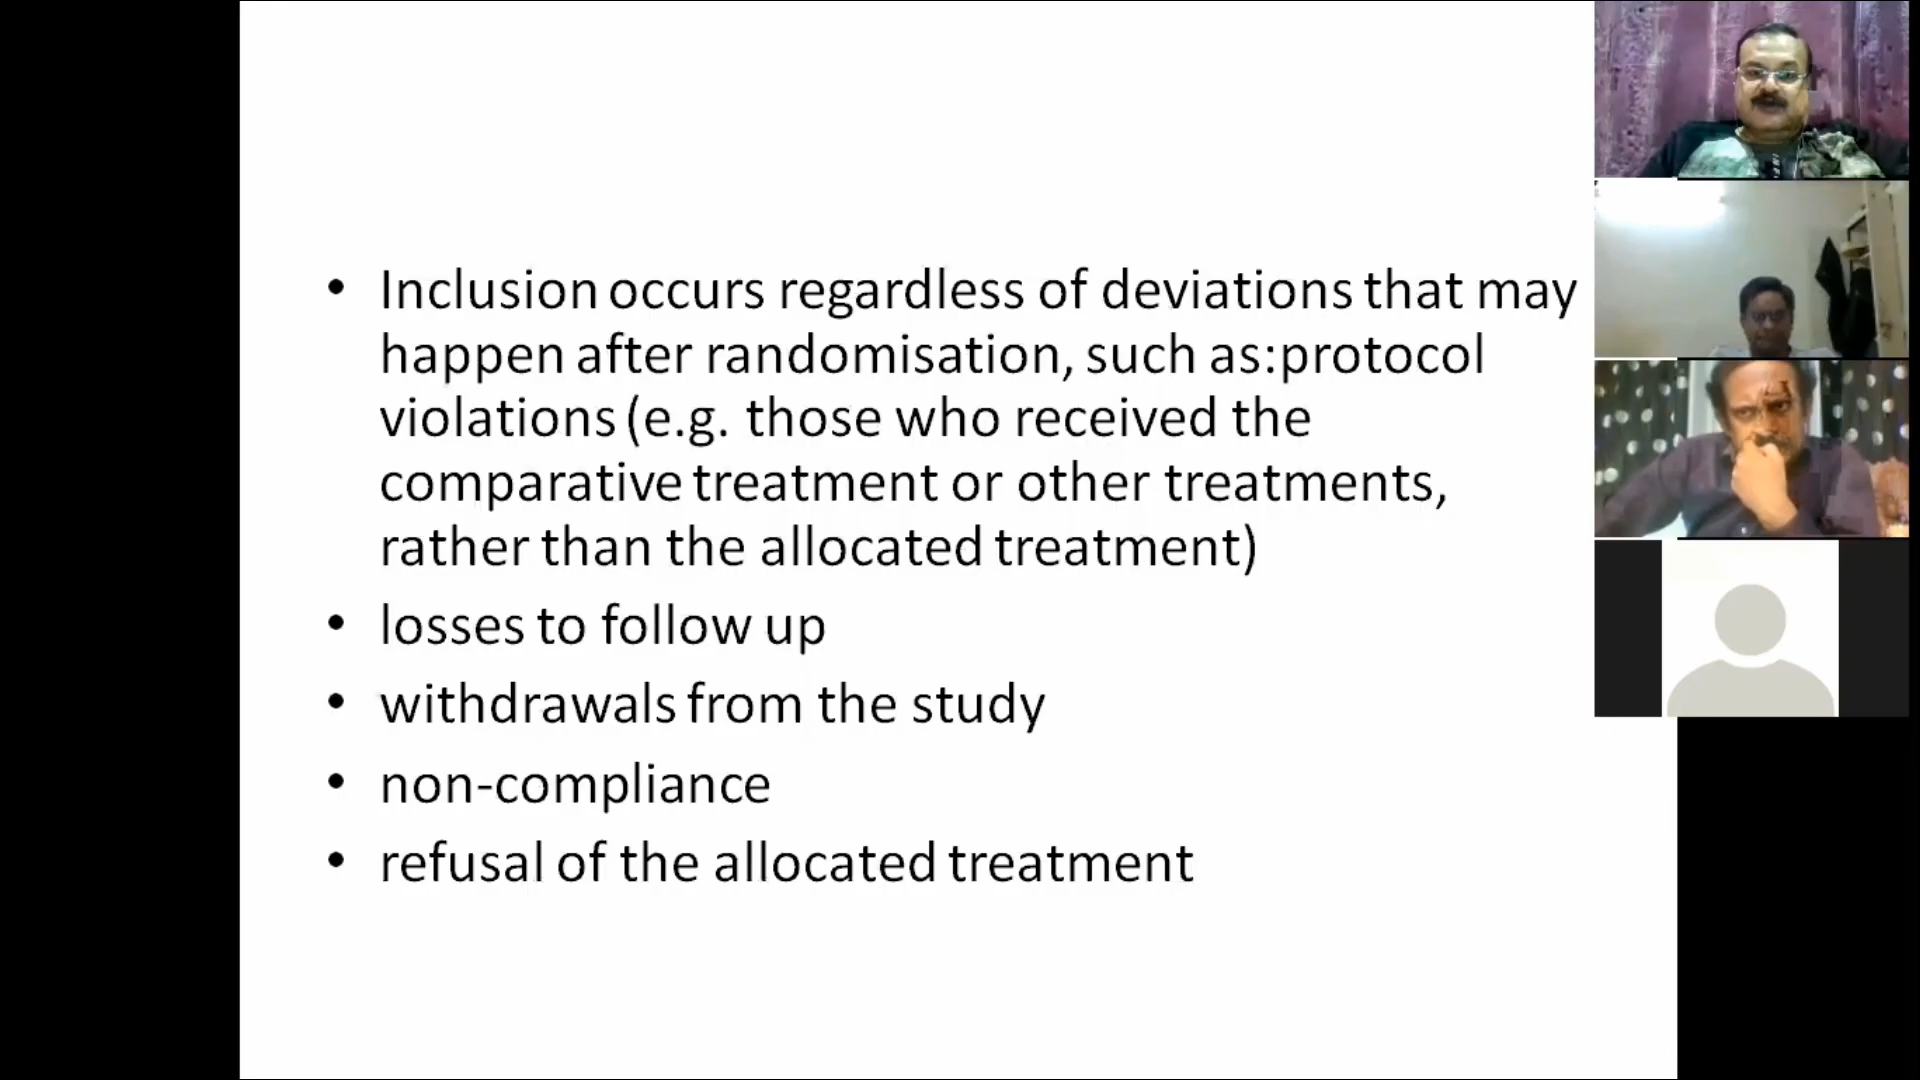 • Inclusion occurs regardless of deviations that may
happen after randomisation, such as:protocol
violations (e.g. those who received the
comparative treatment or other treatments,
rather than the allocated treatment)
• losses to follow up
• withdrawals from the study
• non-compliance
• refusal of the allocated treatment